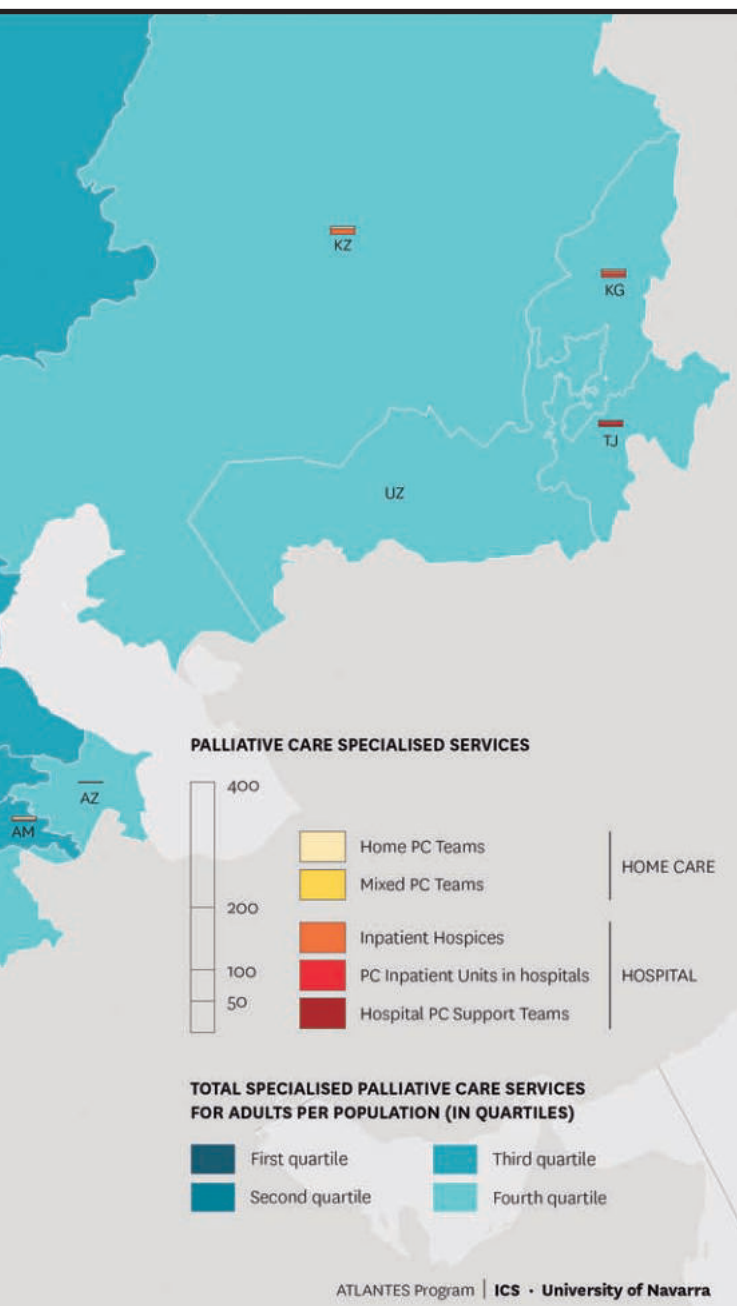 KZ
KG
TJ
UZ
AZ
AM
PALLIATIVE CARE SPECIALISED SERVICES
400
200
100
50
Home PC Teams
Mixed PC Teams
HOME CARE
Inpatient Hospices
PC Inpatient Units in hospitals
Hospital PC Support Teams
HOSPITAL
TOTAL SPECIALISED PALLIATIVE CARE SERVICES
FOR ADULTS PER POPULATION (IN QUARTILES)
First quartile
Third quartile
Second quartile
Fourth quartile
ATLANTES Program | ICS · University of Navarra